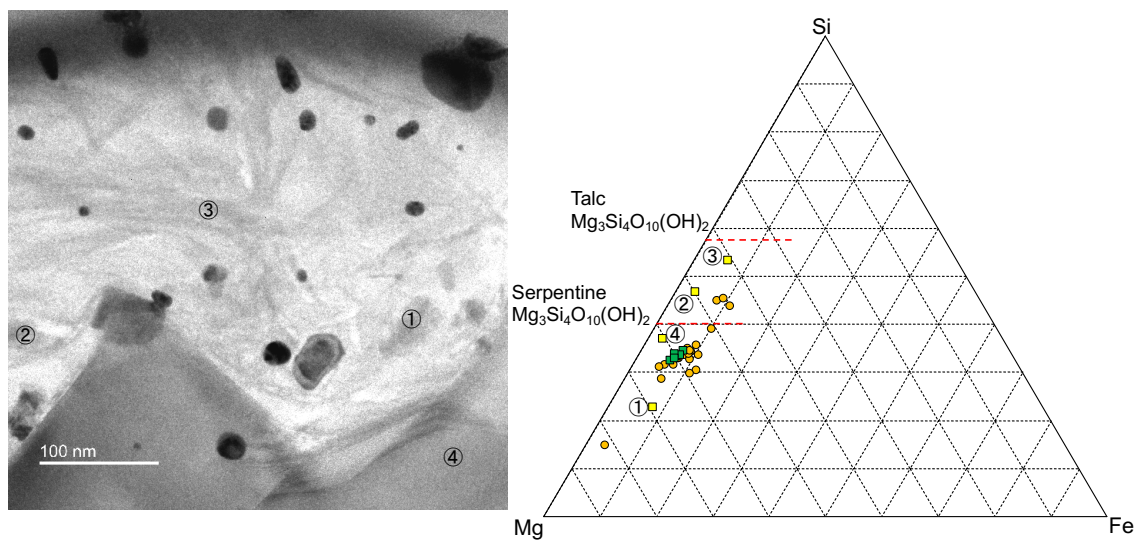 Si
Talc
Mg₃Si₄O₁₀(OH)₂
③
③
Serpentine
Mg₃Si₄O₁₀(OH)₂
②
④
①
②
①
100 nm
④
Mg
Fe